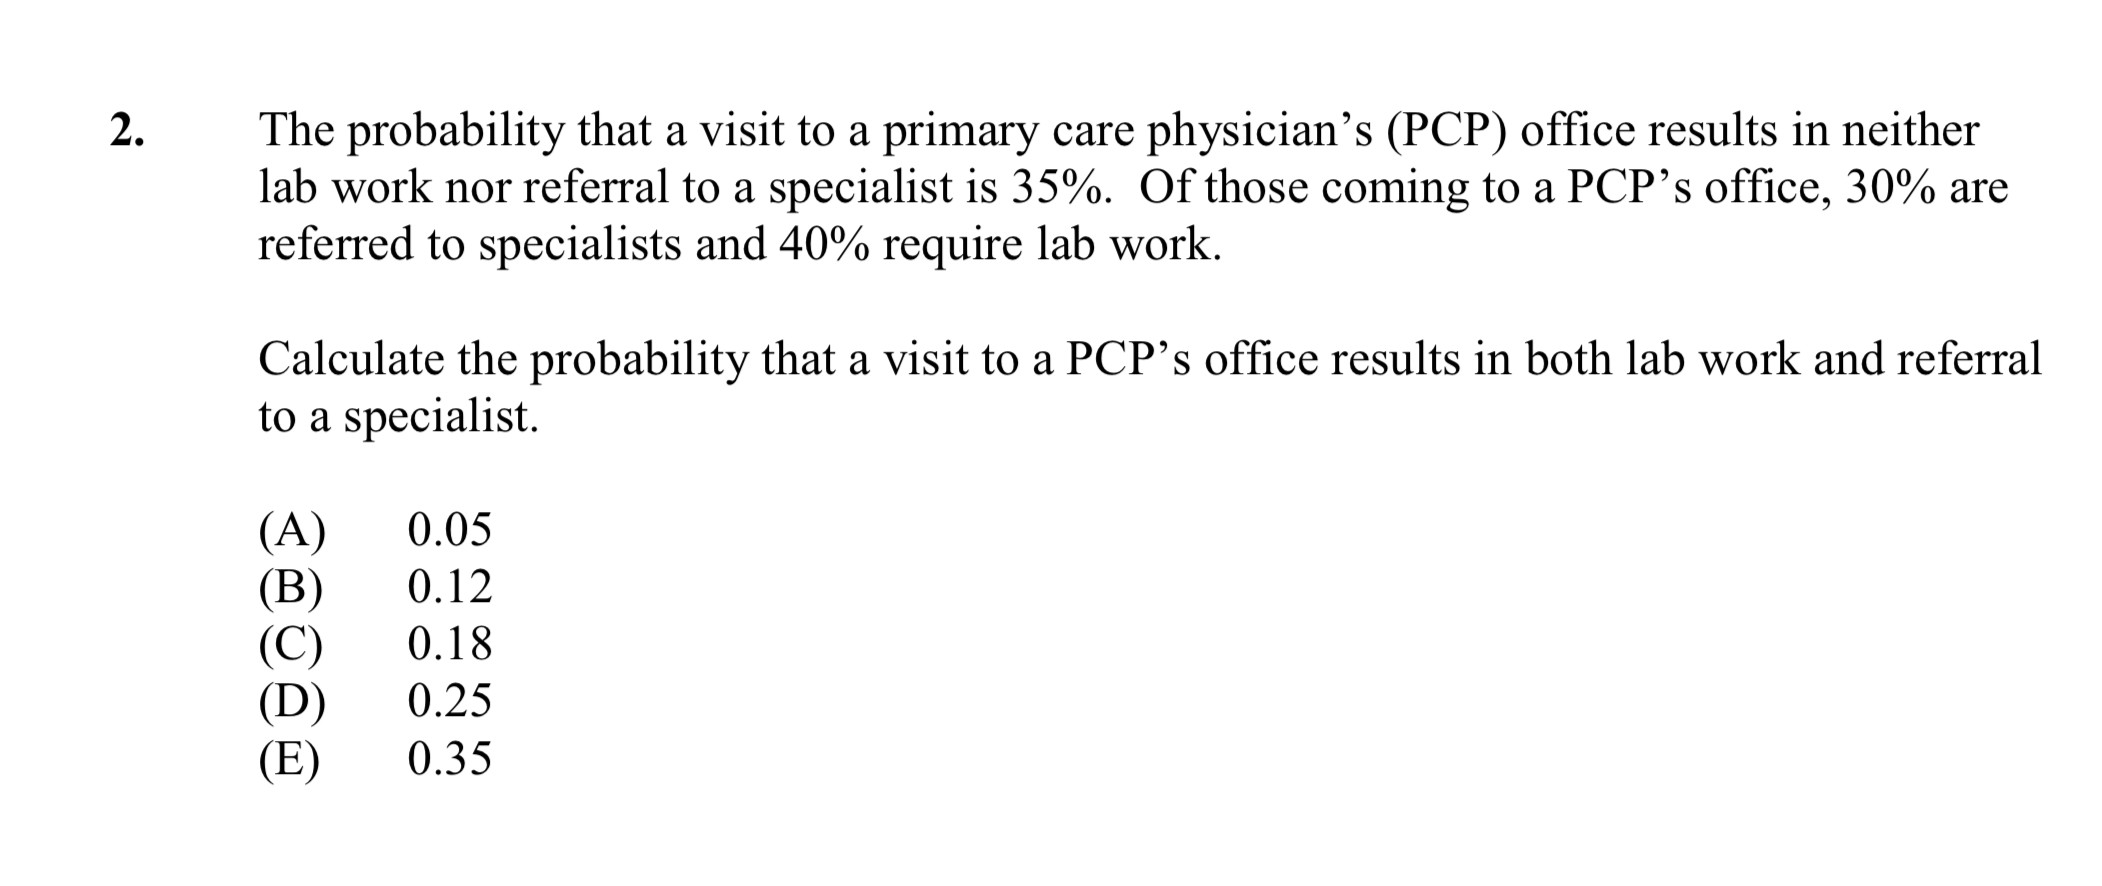 2. The probability that a visit to a primary care physician’s (PCP) office results in neither
lab work nor referral to a specialist is 35%. Of those coming to a PCP’s office, 30% are
referred to specialists and 40% require lab work.
Calculate the probability that a visit to a PCP’s office results in both lab work and referral
to a specialist.
(A) 0.05
(B) 0.12
(C) 0.18
(D) 0.25
(E) 0.35